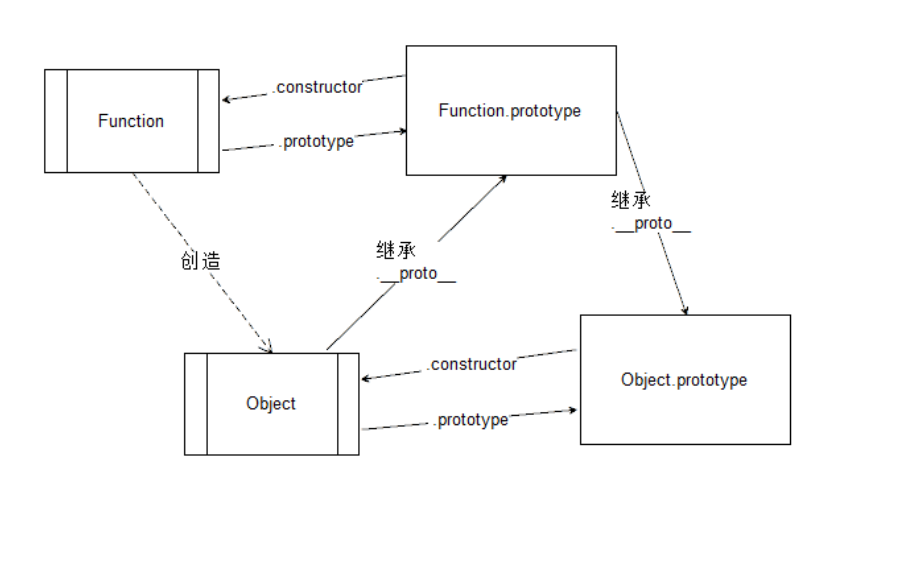 .constructor
Function.prototype
Function
.prototype
继承
.__proto__
继承
.__proto__
创造
.constructor
Object.prototype
Object
.prototype